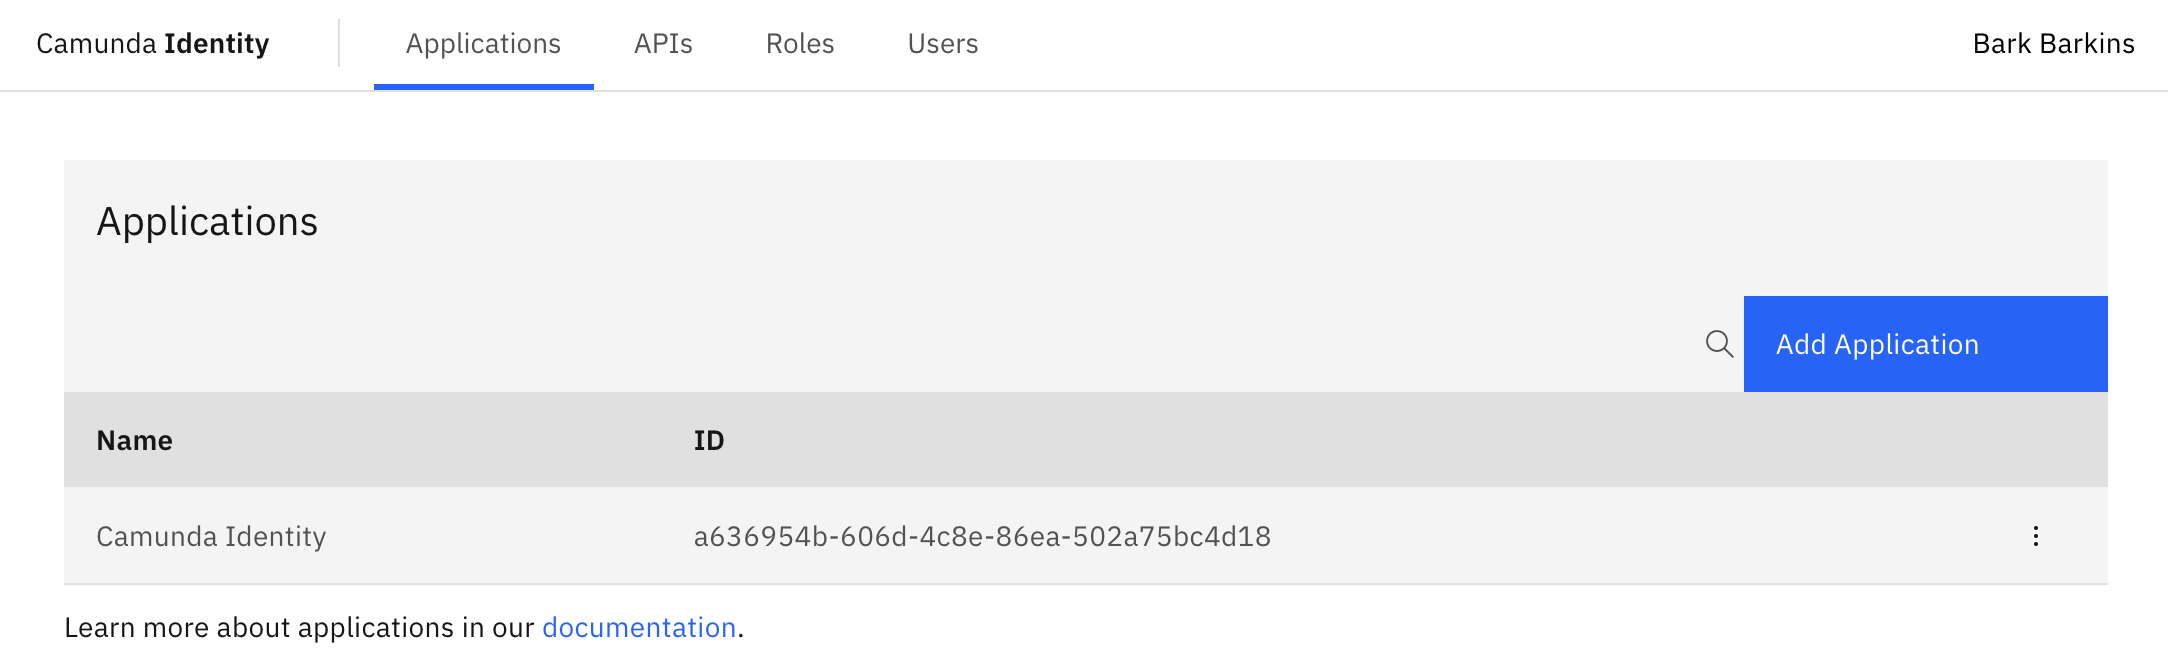 Camunda Identity
Applications
APIs
Roles
Users
Bark Barkins
Applications
Add Application
Name
ID
Camunda Identity
a636954b-606d-4c8e-86ea-502a75bc4d18
Learn more about applications in our documentation.